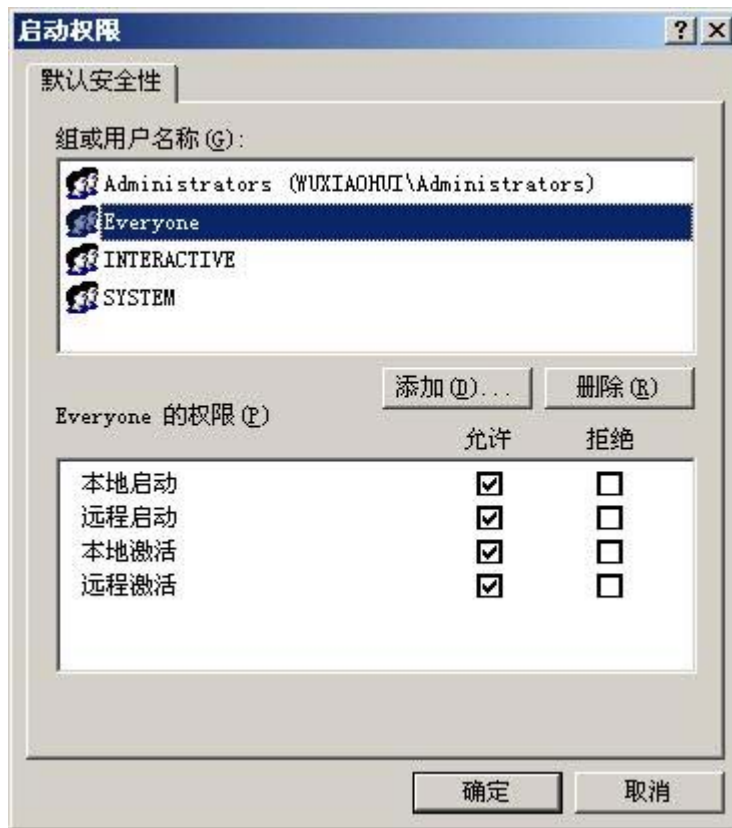 启动权限
默认安全性
组或用户名称(G):
Administrators (WUXIAOHUI\Administrators)
Everyone
INTERACTIVE
SYSTEM
添加(D)... 删除(R)
Everyone 的权限(P)
允许 拒绝
本地启动
远程启动
本地激活
远程激活
确定 取消